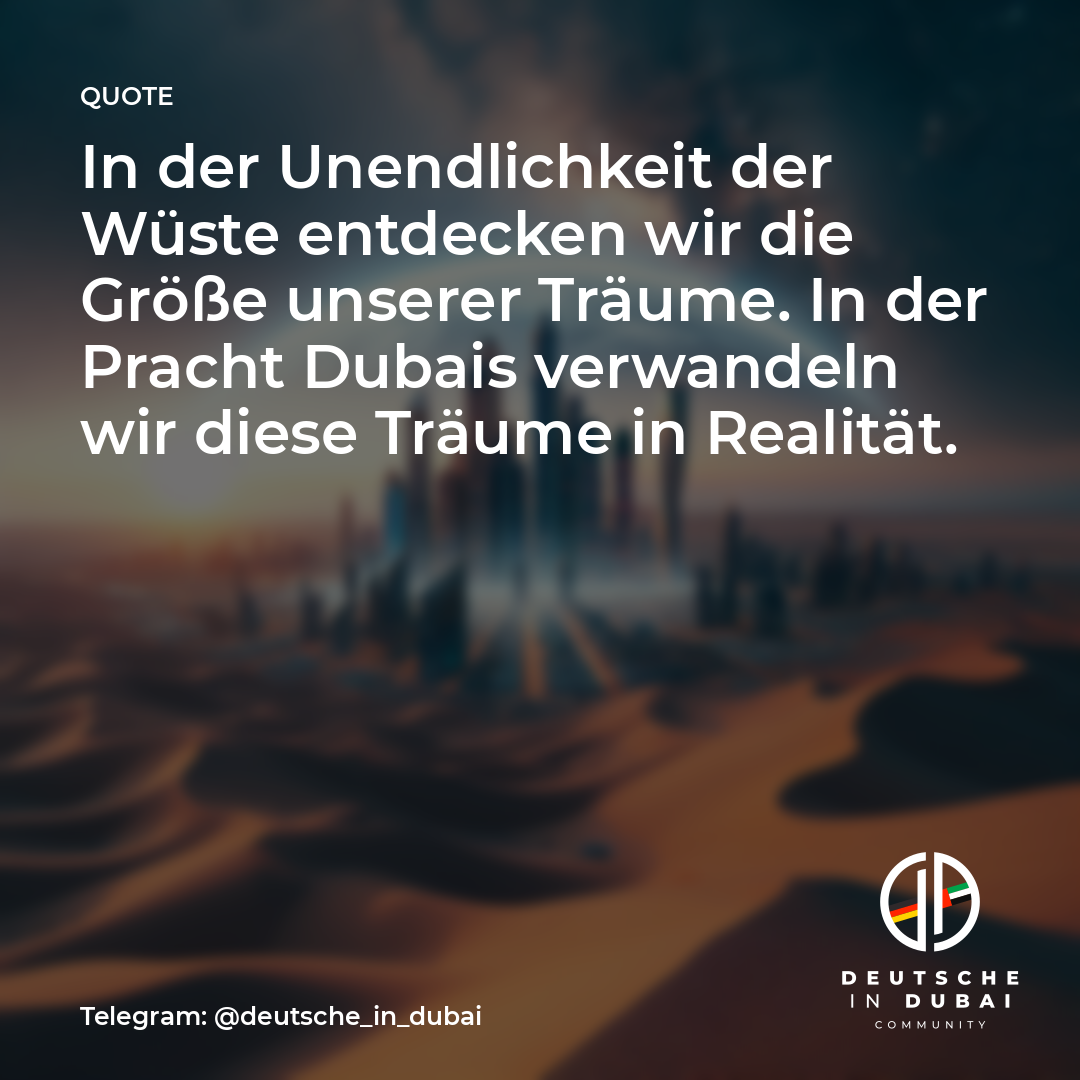 QUOTE
In der Unendlichkeit der
Wüste entdecken wir die
Größe unserer Träume. In der
Pracht Dubais verwandeln
wir diese Träume in Realität.
Telegram: @deutsche_in_dubai
DEUTSCHE
IN DUBAI
COMMUNITY